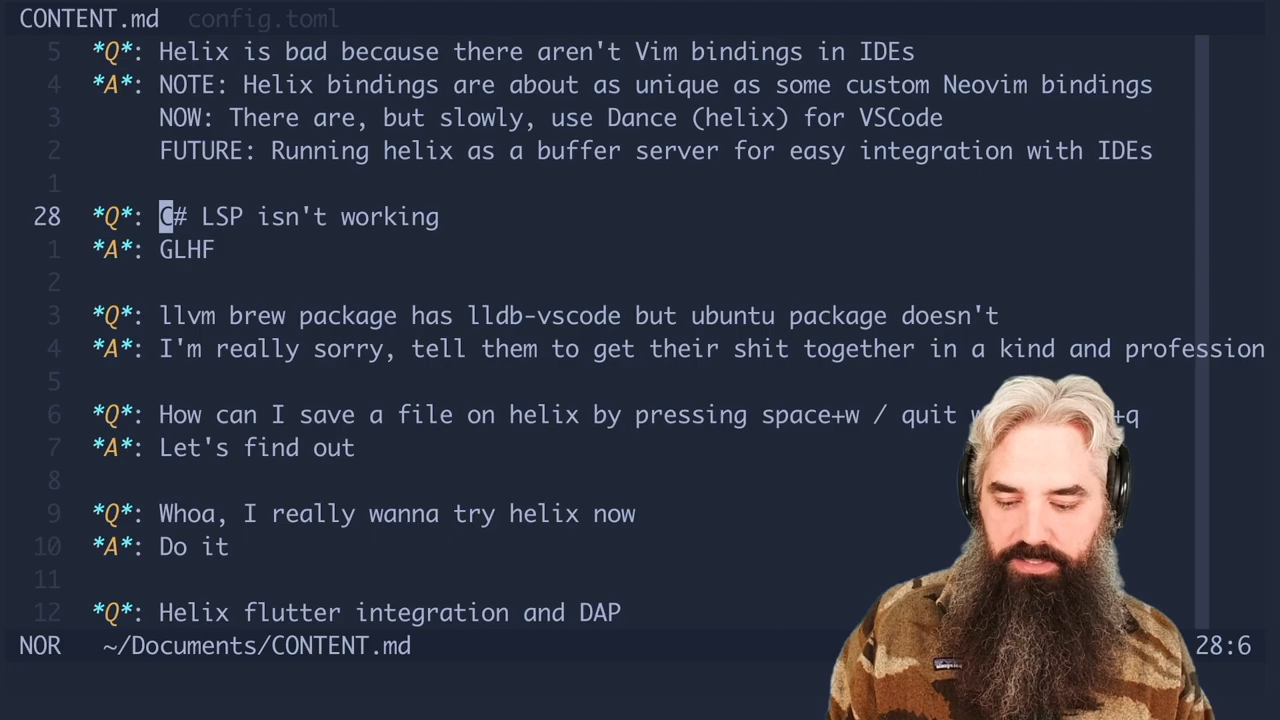 CONTENT.md config.toml
5 *Q*: Helix is bad because there aren't Vim bindings in IDEs
4 *A*: NOTE: Helix bindings are about as unique as some custom Neovim bindings
3 NOW: There are, but slowly, use Dance (helix) for VSCode
2 FUTURE: Running helix as a buffer server for easy integration with IDEs
1
28 *Q*: C# LSP isn't working
1 *A*: GLHF
2
3 *Q*: llvm brew package has lldb-vscode but ubuntu package doesn't
4 *A*: I'm really sorry, tell them to get their shit together in a kind and profession
5
6 *Q*: How can I save a file on helix by pressing space+w / quit +q
7 *A*: Let's find out
8
9 *Q*: Whoa, I really wanna try helix now
10 *A*: Do it
11
12 *Q*: Helix flutter integration and DAP
NOR ~/Documents/CONTENT.md 28:6